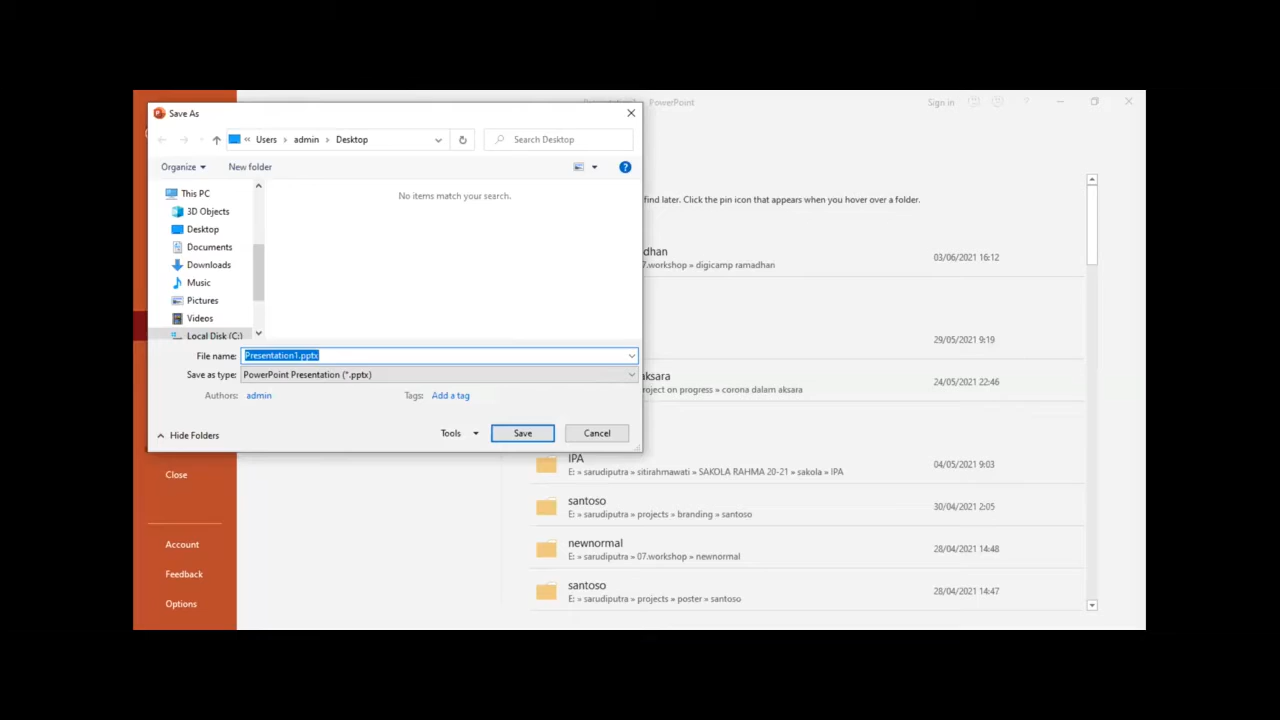 Save As
PowerPoint
Sign in
?
« Users › admin › Desktop
Search Desktop
Organize
New folder
?
This PC
3D Objects
Desktop
Documents
Downloads
Music
Pictures
Videos
Local Disk (C:)
No items match your search.
File name: Presentation1.pptx
Save as type: PowerPoint Presentation (*.pptx)
Authors: admin
Tags: Add a tag
Hide Folders
Tools
Save
Cancel
find later. Click the pin icon that appears when you hover over a folder.
dhan
7.workshop » digicamp ramadhan
03/06/2021 16:12
29/05/2021 9:19
aksara
roject on progress » corona dalam aksara
24/05/2021 22:46
IPA
E: » sarudiputra » sitirahmawati » SAKOLA RAHMA 20-21 » sakola » IPA
04/05/2021 9:03
santoso
E: » sarudiputra » projects » branding » santoso
30/04/2021 2:05
newnormal
E: » sarudiputra » 07.workshop » newnormal
28/04/2021 14:48
santoso
E: » sarudiputra » projects » poster » santoso
28/04/2021 14:47
Close
Account
Feedback
Options